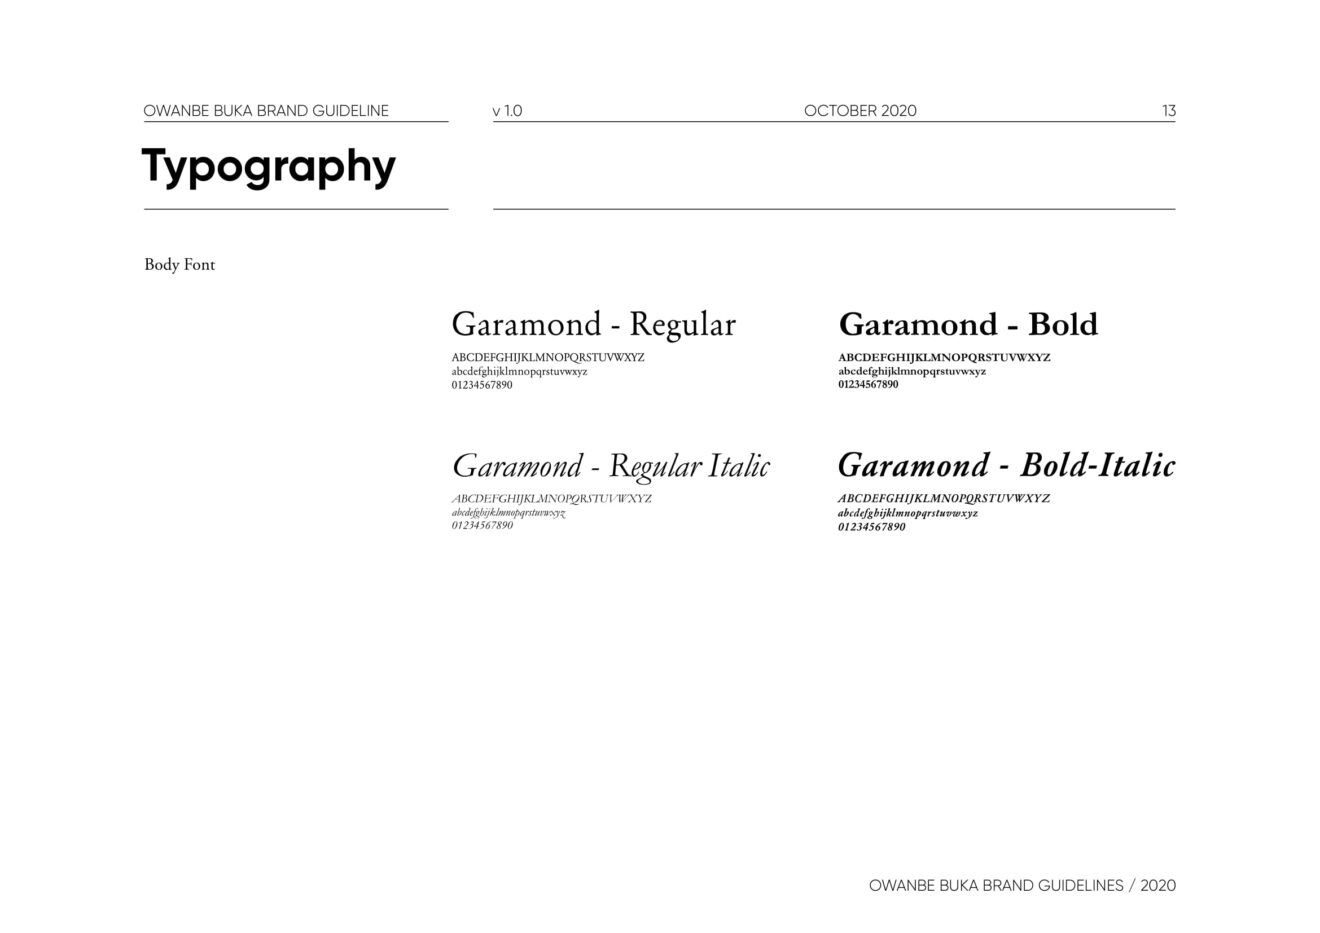 OWANBE BUKA BRAND GUIDELINE
v 1.0
OCTOBER 2020
13
Typography
Body Font
Garamond - Regular
ABCDEFGHIJKLMNOPQRSTUVWXYZ
abcdefghijklmnopqrstuvwxyz
01234567890
Garamond - Bold
ABCDEFGHIJKLMNOPQRSTUVWXYZ
abcdefghijklmnopqrstuvwxyz
01234567890
Garamond - Regular Italic
ABCDEFGHIJKLMNOPQRSTUVWXYZ
abcdefghijklmnopqrstuvwxyz
01234567890
Garamond - Bold-Italic
ABCDEFGHIJKLMNOPQRSTUVWXYZ
abcdefghijklmnopqrstuvwxyz
01234567890
OWANBE BUKA BRAND GUIDELINES / 2020